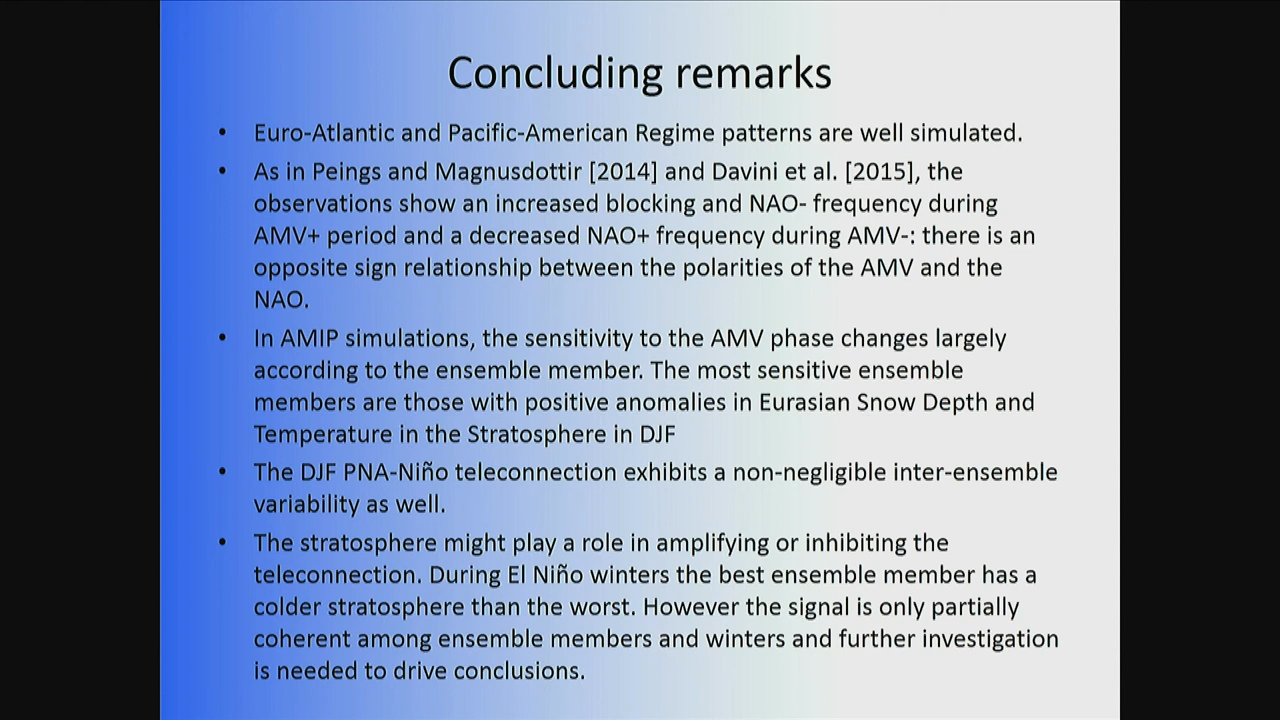 Concluding remarks
• Euro-Atlantic and Pacific-American Regime patterns are well simulated.
• As in Peings and Magnusdottir [2014] and Davini et al. [2015], the
observations show an increased blocking and NAO- frequency during
AMV+ period and a decreased NAO+ frequency during AMV-: there is an
opposite sign relationship between the polarities of the AMV and the
NAO.
• In AMIP simulations, the sensitivity to the AMV phase changes largely
according to the ensemble member. The most sensitive ensemble
members are those with positive anomalies in Eurasian Snow Depth and
Temperature in the Stratosphere in DJF
• The DJF PNA-Niño teleconnection exhibits a non-negligible inter-ensemble
variability as well.
• The stratosphere might play a role in amplifying or inhibiting the
teleconnection. During El Niño winters the best ensemble member has a
colder stratosphere than the worst. However the signal is only partially
coherent among ensemble members and winters and further investigation
is needed to drive conclusions.